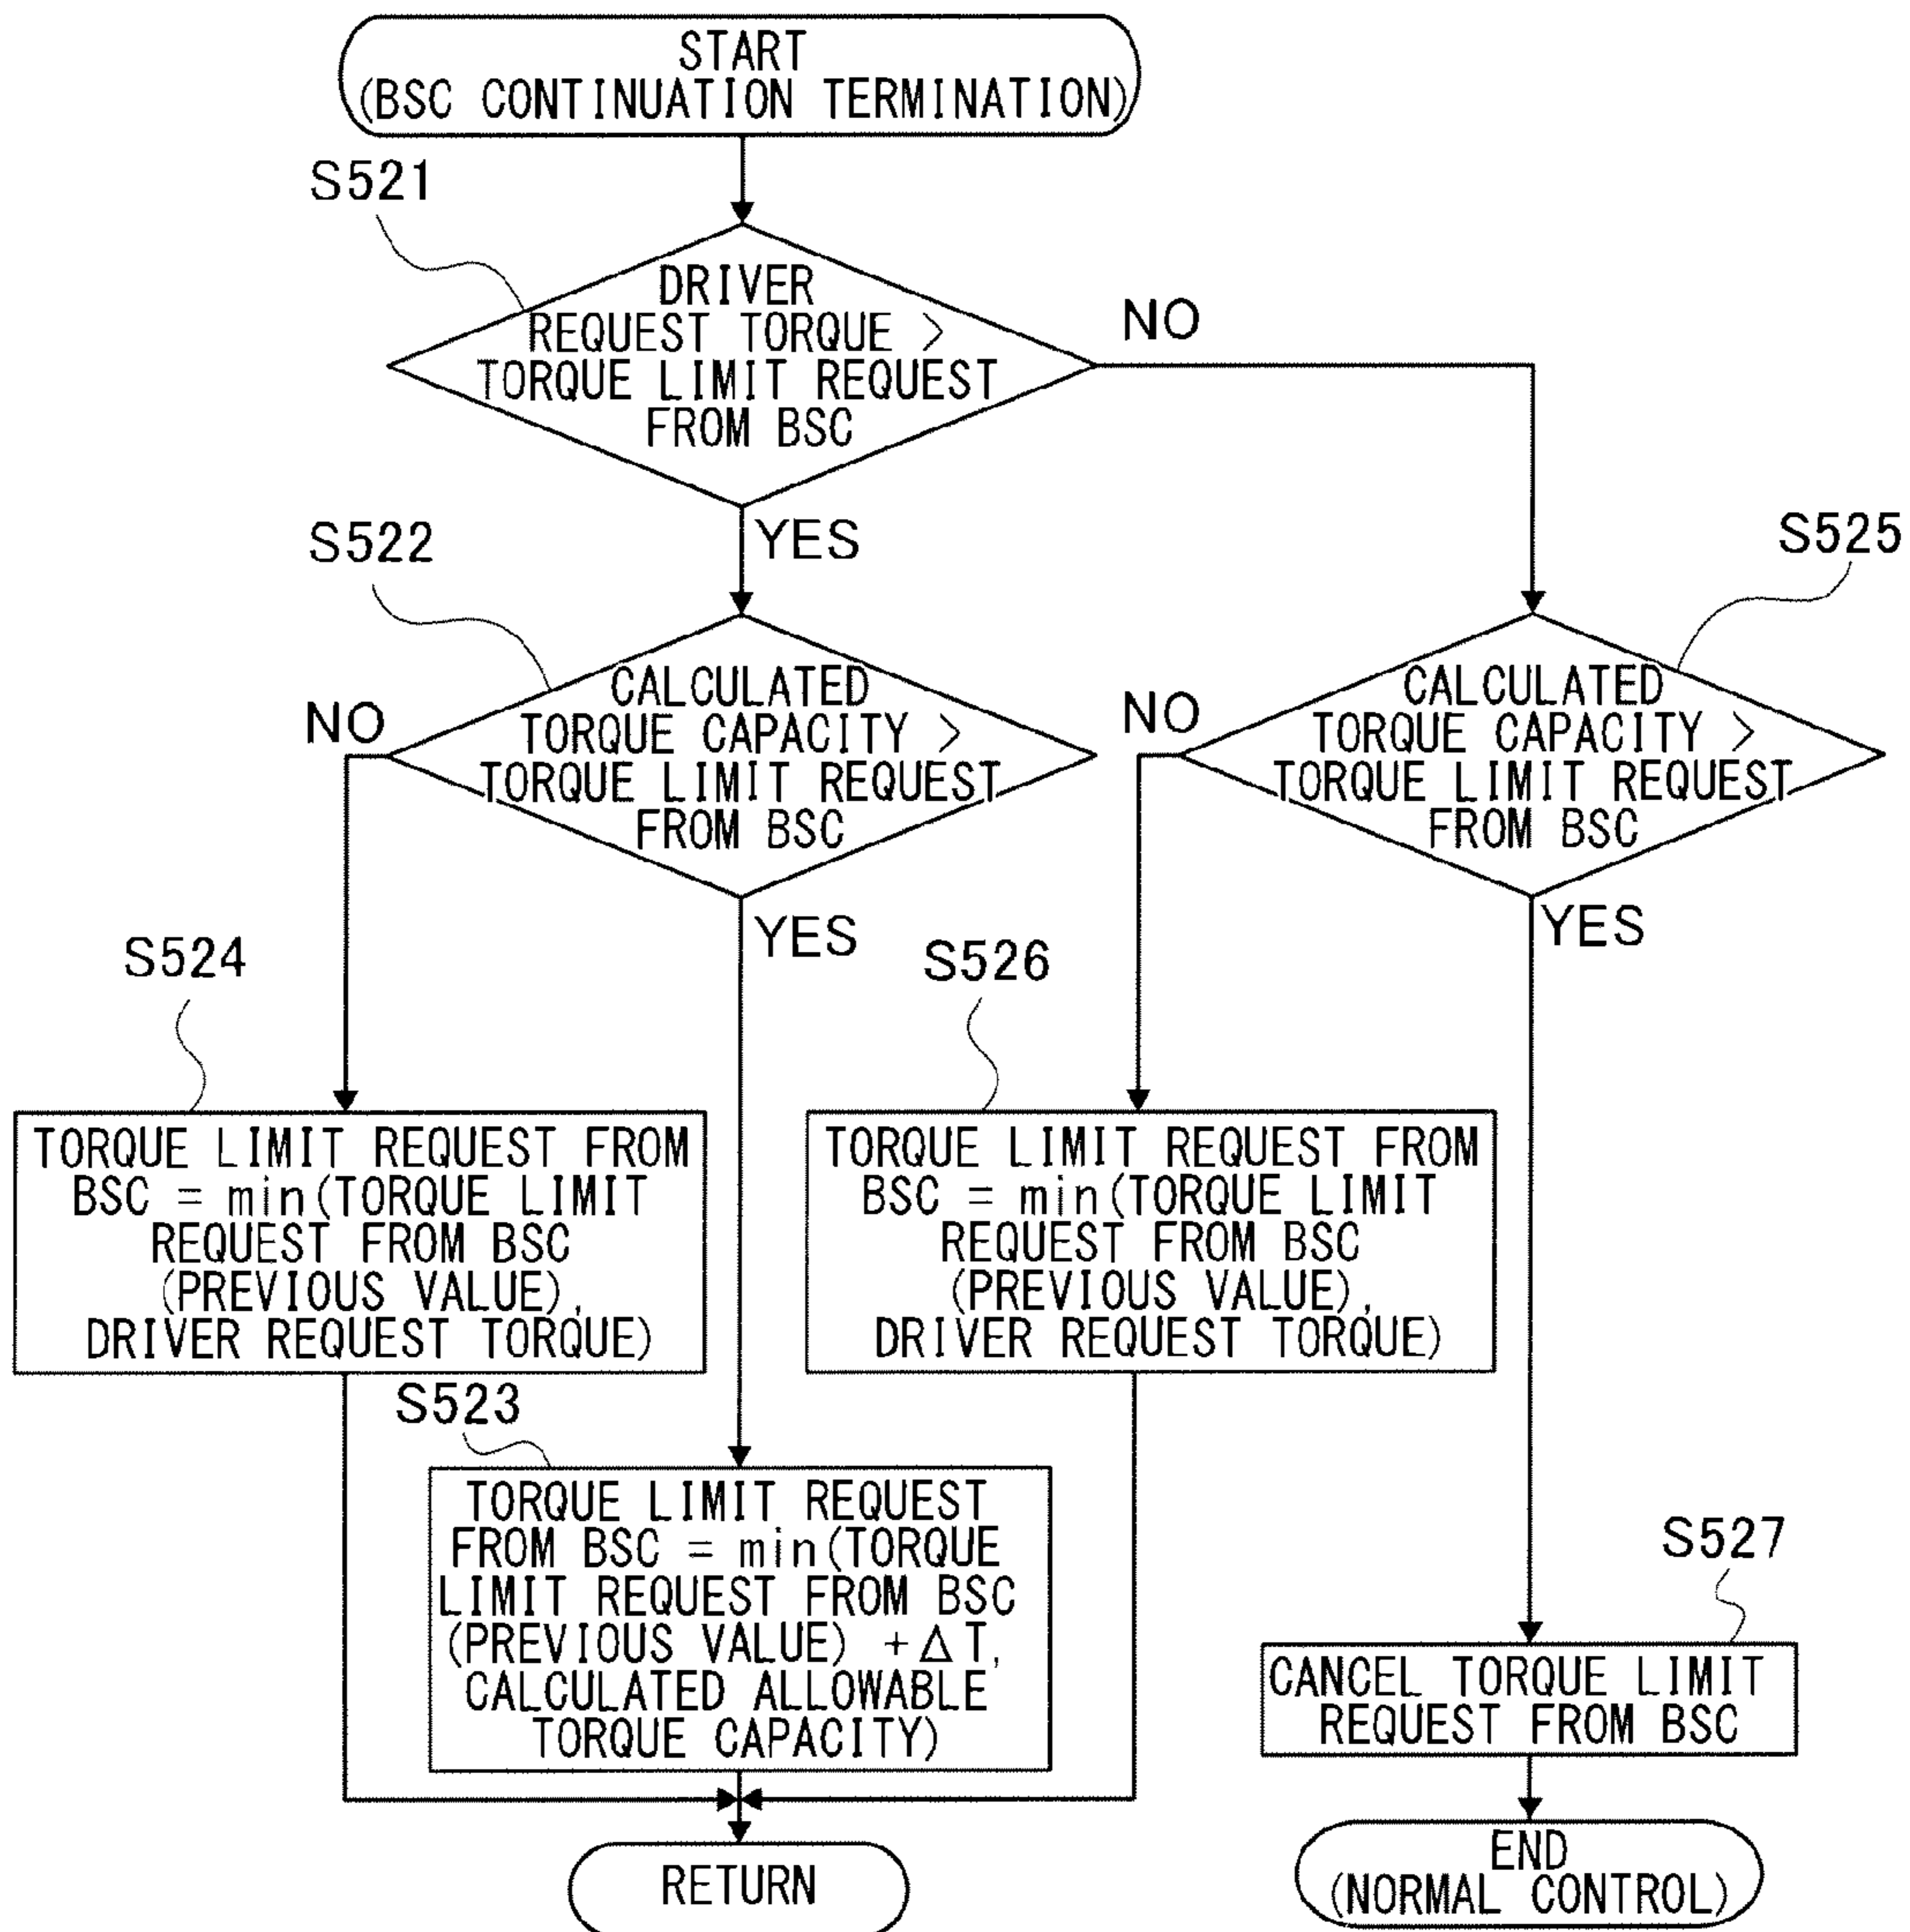 START
(BSC CONTINUATION TERMINATION)
S521
DRIVER
REQUEST TORQUE >
TORQUE LIMIT REQUEST
FROM BSC
NO
YES
S522
CALCULATED
TORQUE CAPACITY >
TORQUE LIMIT REQUEST
FROM BSC
NO
YES
S525
CALCULATED
TORQUE CAPACITY >
TORQUE LIMIT REQUEST
FROM BSC
NO
YES
S524
TORQUE LIMIT REQUEST FROM
BSC = min(TORQUE LIMIT
REQUEST FROM BSC
(PREVIOUS VALUE),
DRIVER REQUEST TORQUE)
S526
TORQUE LIMIT REQUEST FROM
BSC = min(TORQUE LIMIT
REQUEST FROM BSC
(PREVIOUS VALUE),
DRIVER REQUEST TORQUE)
S523
TORQUE LIMIT REQUEST
FROM BSC = min(TORQUE
LIMIT REQUEST FROM BSC
(PREVIOUS VALUE) +ΔT,
CALCULATED ALLOWABLE
TORQUE CAPACITY)
S527
CANCEL TORQUE LIMIT
REQUEST FROM BSC
RETURN
END
(NORMAL CONTROL)